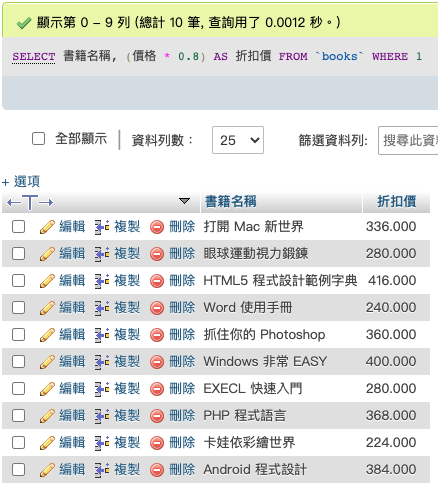 顯示第 0 – 9 列 (總計 10 筆, 查詢用了 0.0012 秒。)
SELECT 書籍名稱, (價格 * 0.8) AS 折扣價 FROM `books` WHERE 1
全部顯示 | 資料列數： 25 篩選資料列: 搜尋此資料
+ 選項
←T→ 書籍名稱 折扣價
編輯 複製 刪除 打開 Mac 新世界 336.000
編輯 複製 刪除 眼球運動視力鍛鍊 280.000
編輯 複製 刪除 HTML5 程式設計範例字典 416.000
編輯 複製 刪除 Word 使用手冊 240.000
編輯 複製 刪除 抓住你的 Photoshop 360.000
編輯 複製 刪除 Windows 非常 EASY 400.000
編輯 複製 刪除 EXECL 快速入門 280.000
編輯 複製 刪除 PHP 程式語言 368.000
編輯 複製 刪除 卡娃依彩繪世界 224.000
編輯 複製 刪除 Android 程式設計 384.000